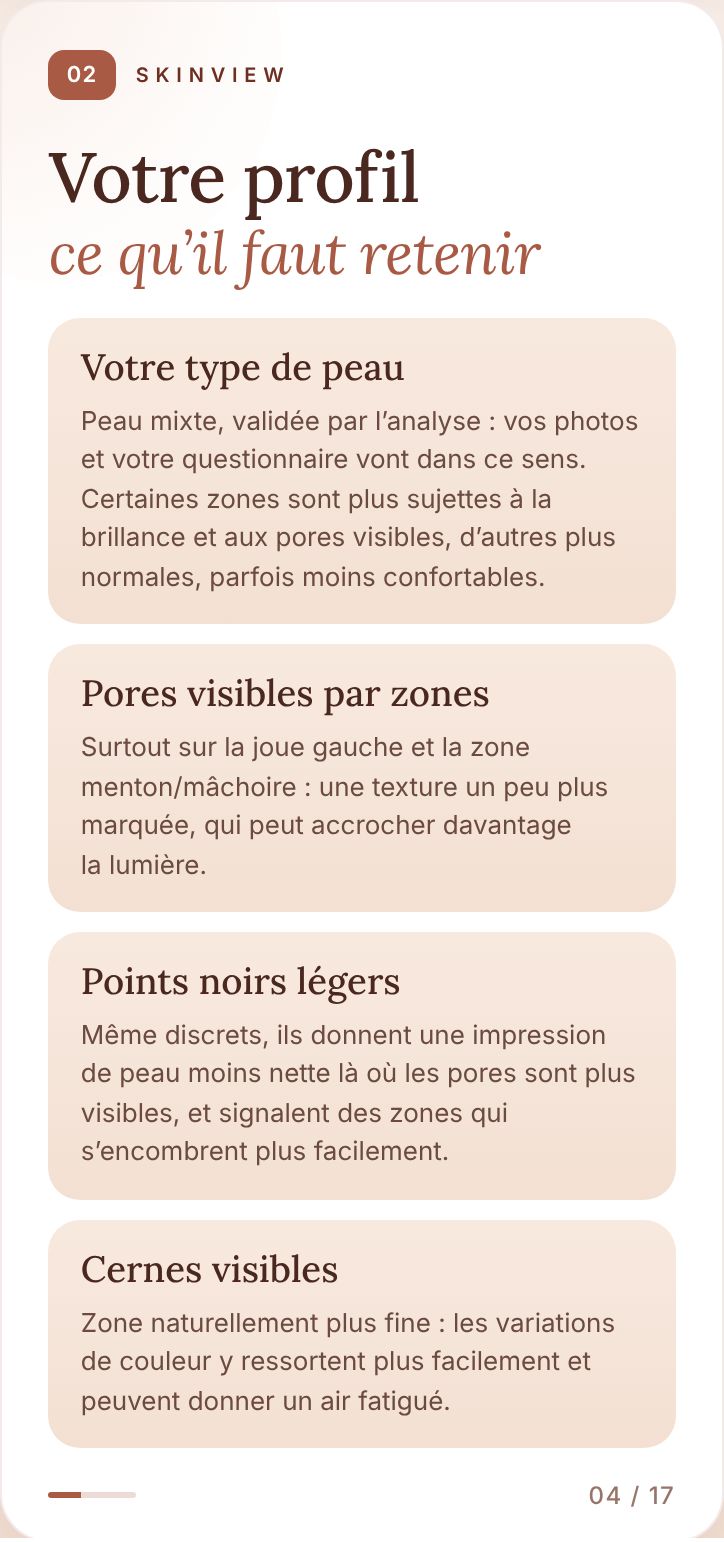 02 SKINVIEW
Votre profil
ce qu’il faut retenir
Votre type de peau
Peau mixte, validée par l’analyse : vos photos
et votre questionnaire vont dans ce sens.
Certaines zones sont plus sujettes à la
brillance et aux pores visibles, d’autres plus
normales, parfois moins confortables.
Pores visibles par zones
Surtout sur la joue gauche et la zone
menton/mâchoire : une texture un peu plus
marquée, qui peut accrocher davantage
la lumière.
Points noirs légers
Même discrets, ils donnent une impression
de peau moins nette là où les pores sont plus
visibles, et signalent des zones qui
s’encombrent plus facilement.
Cernes visibles
Zone naturellement plus fine : les variations
de couleur y ressortent plus facilement et
peuvent donner un air fatigué.
04 / 17